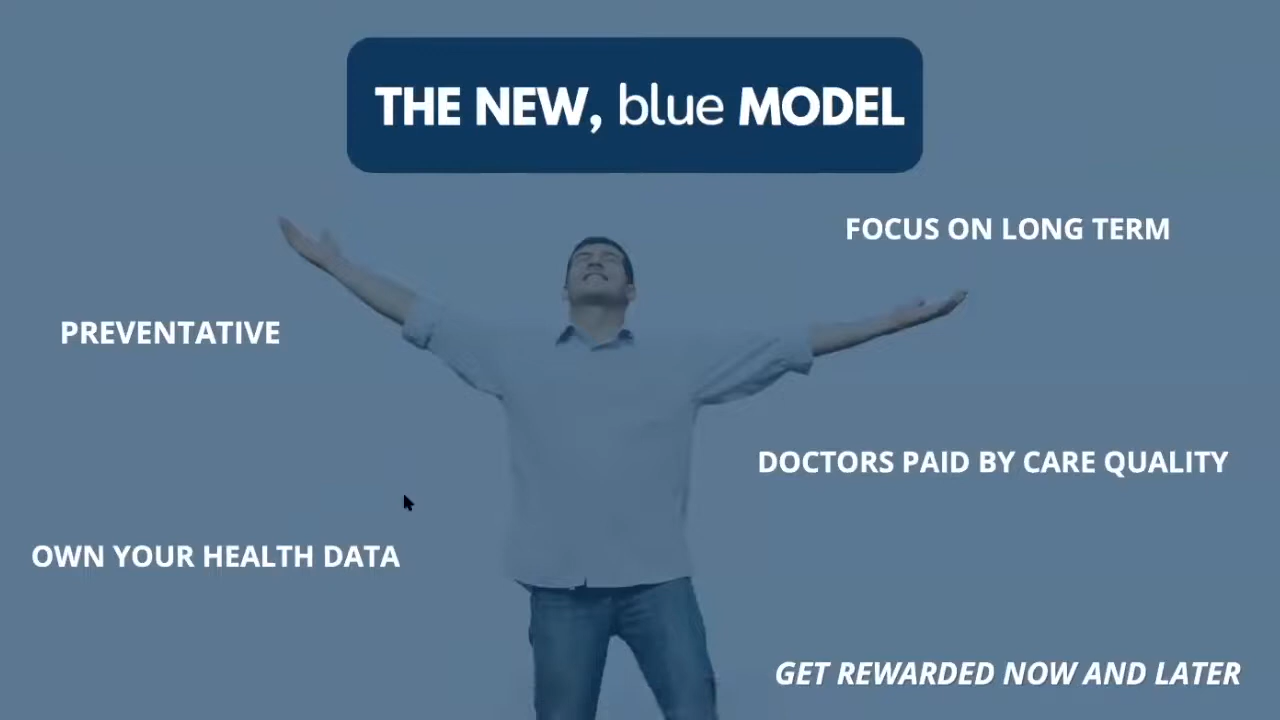 THE NEW, blue MODEL
FOCUS ON LONG TERM
PREVENTATIVE
DOCTORS PAID BY CARE QUALITY
OWN YOUR HEALTH DATA
GET REWARDED NOW AND LATER